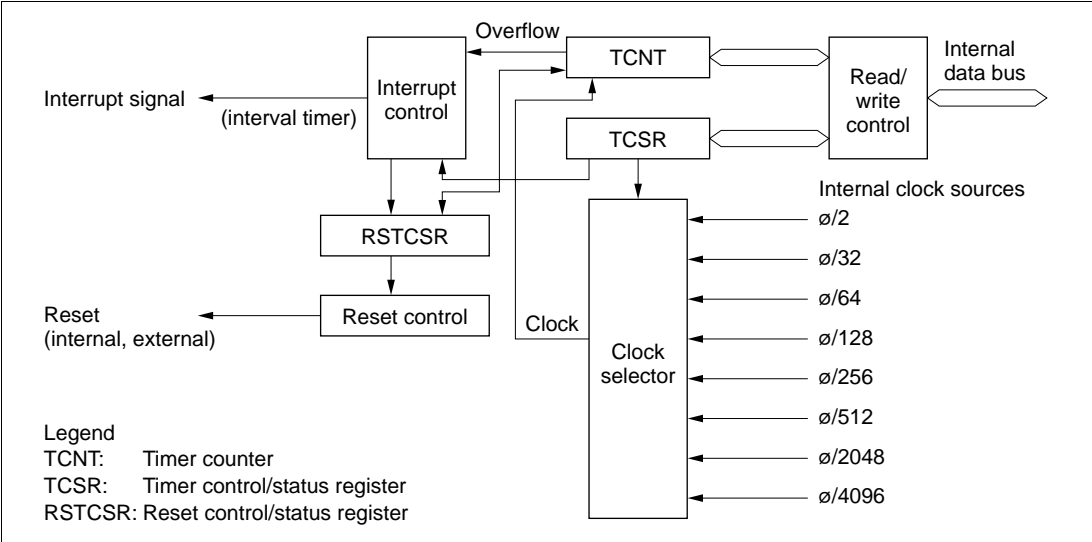 Overflow
TCNT
Internal
data bus
Interrupt
control
Read/
write
control
Interrupt signal
(interval timer)
TCSR
Internal clock sources
RSTCSR
ø/2
ø/32
ø/64
Reset
(internal, external)
Reset control
Clock
ø/128
Clock
selector
ø/256
ø/512
ø/2048
ø/4096
Legend
TCNT: Timer counter
TCSR: Timer control/status register
RSTCSR: Reset control/status register